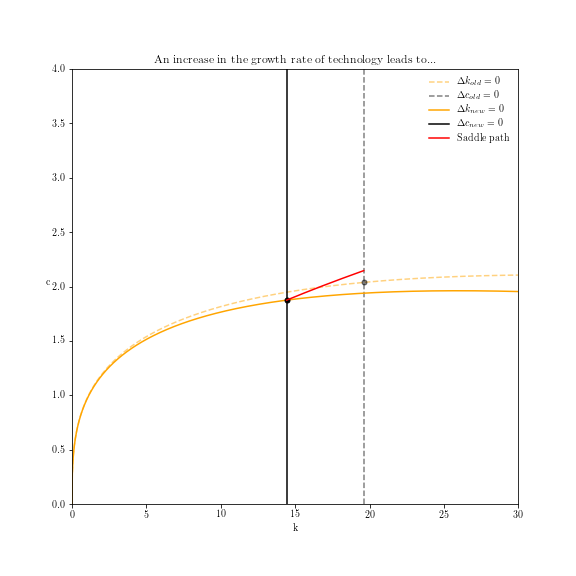 An increase in the growth rate of technology leads to...
Δk_old = 0
Δc_old = 0
Δk_new = 0
Δc_new = 0
Saddle path
4.0
3.5
3.0
2.5
2.0
1.5
1.0
0.5
0.0
c
0 5 10 15 20 25 30
k